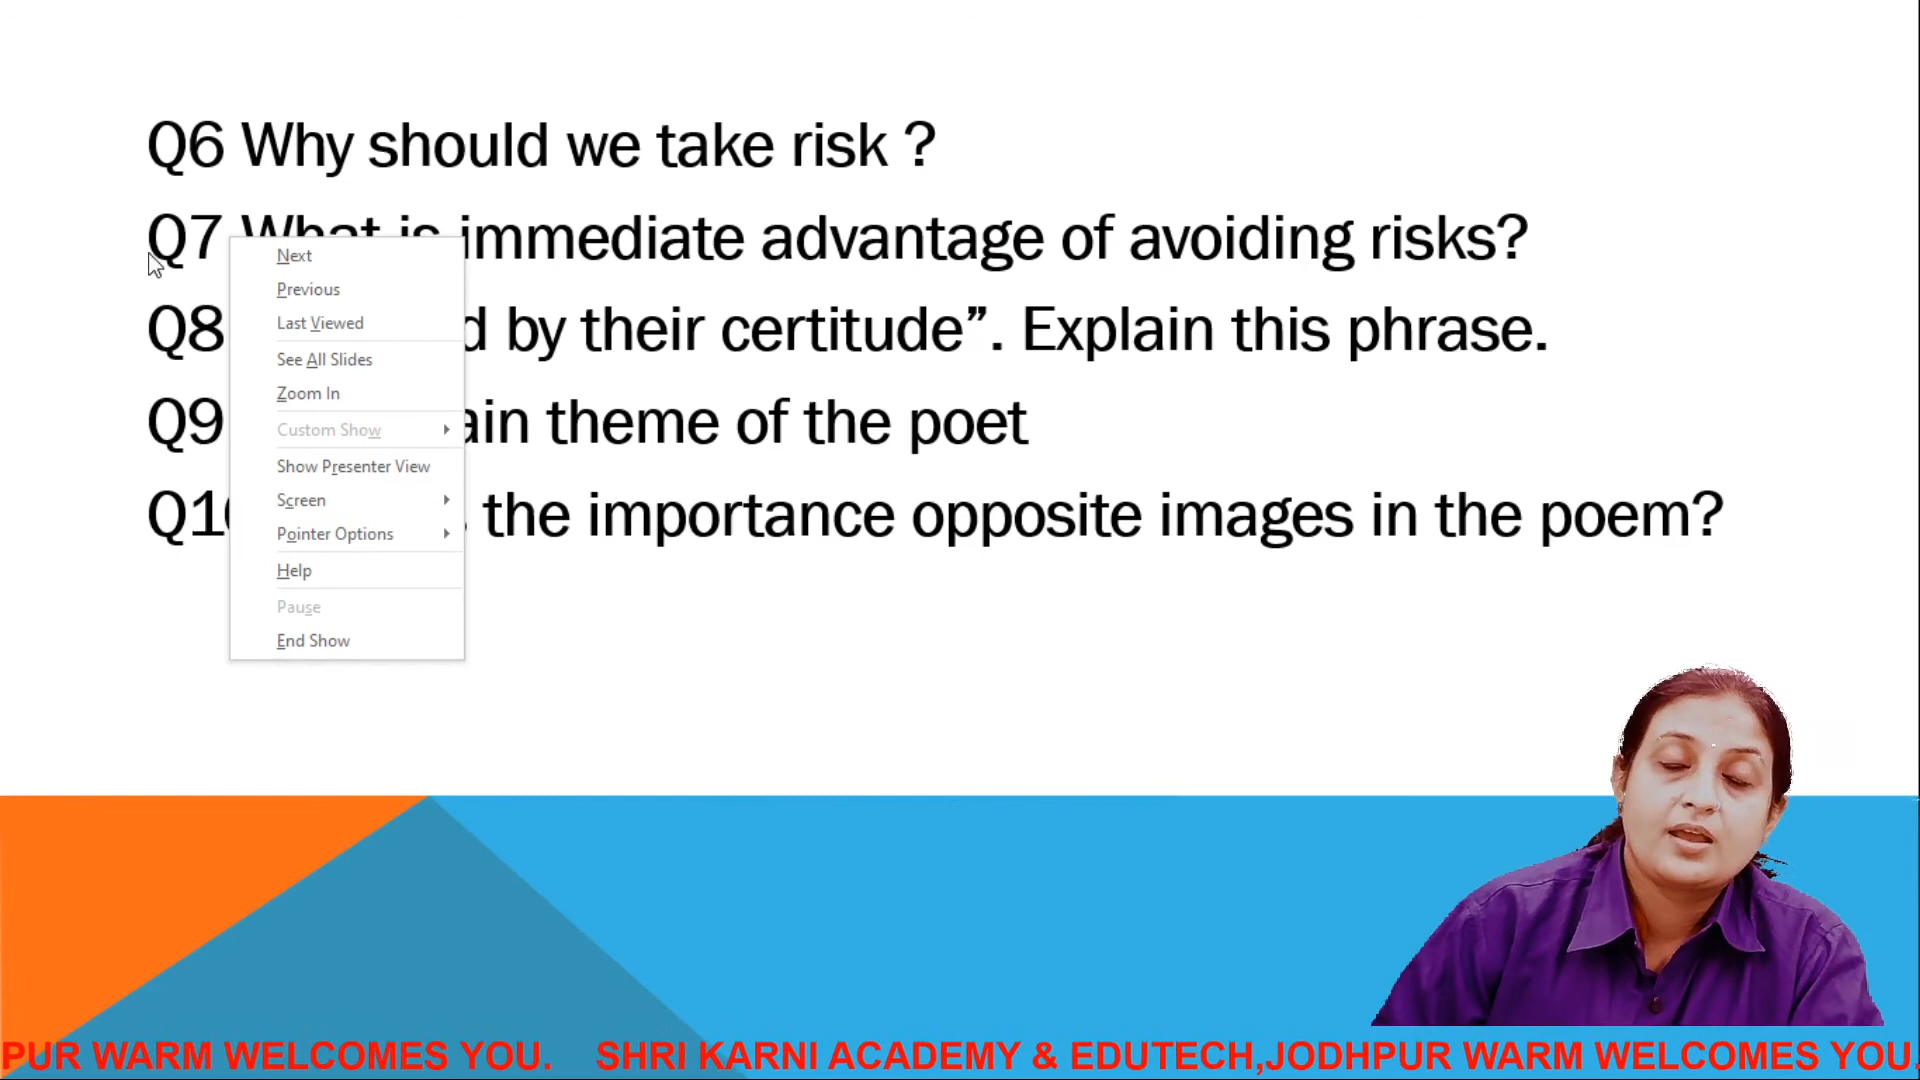 Q6 Why should we take risk ?
Q7 What is immediate advantage of avoiding risks?
Q8 by their certitude”. Explain this phrase.
Q9 theme of the poet
the importance opposite images in the poem?
Next
Previous
Last Viewed
See All Slides
Zoom In
Custom Show
Show Presenter View
Screen
Pointer Options
Help
Pause
End Show
PUR WARM WELCOMES YOU. SHRI KARNI ACADEMY & EDUTECH,JODHPUR WARM WELCOMES YOU.